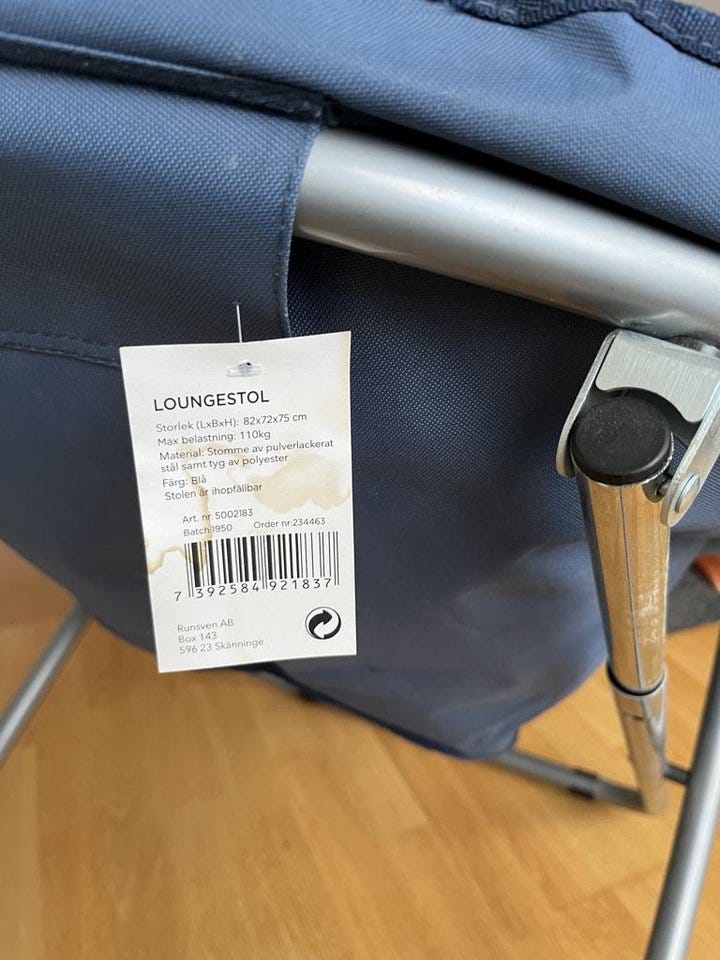 LOUNGESTOL
Storlek (LxBxH): 82x72x75 cm
Max belastning: 110kg
Material: Stomme av pulverlackerat
stål samt tyg av polyester
Färg: Blå
Stolen är ihopfällbar
Art. nr. 5002183
Batch 1950 Order nr.234463
7 392584 921837
Runsven AB
Box 143
596 23 Skänninge